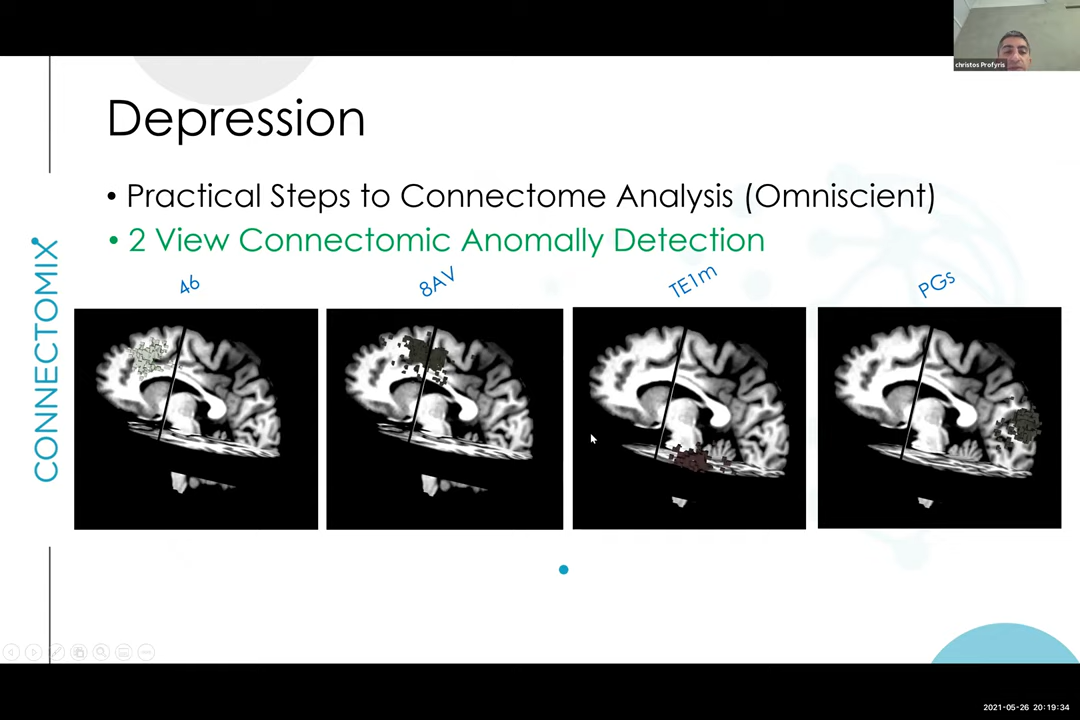 christos Profyris
Depression
• Practical Steps to Connectome Analysis (Omniscient)
• 2 View Connectomic Anomally Detection
46
8AV
TE1m
PGs
CONNECTOMIX
2021-05-26 20:19:34